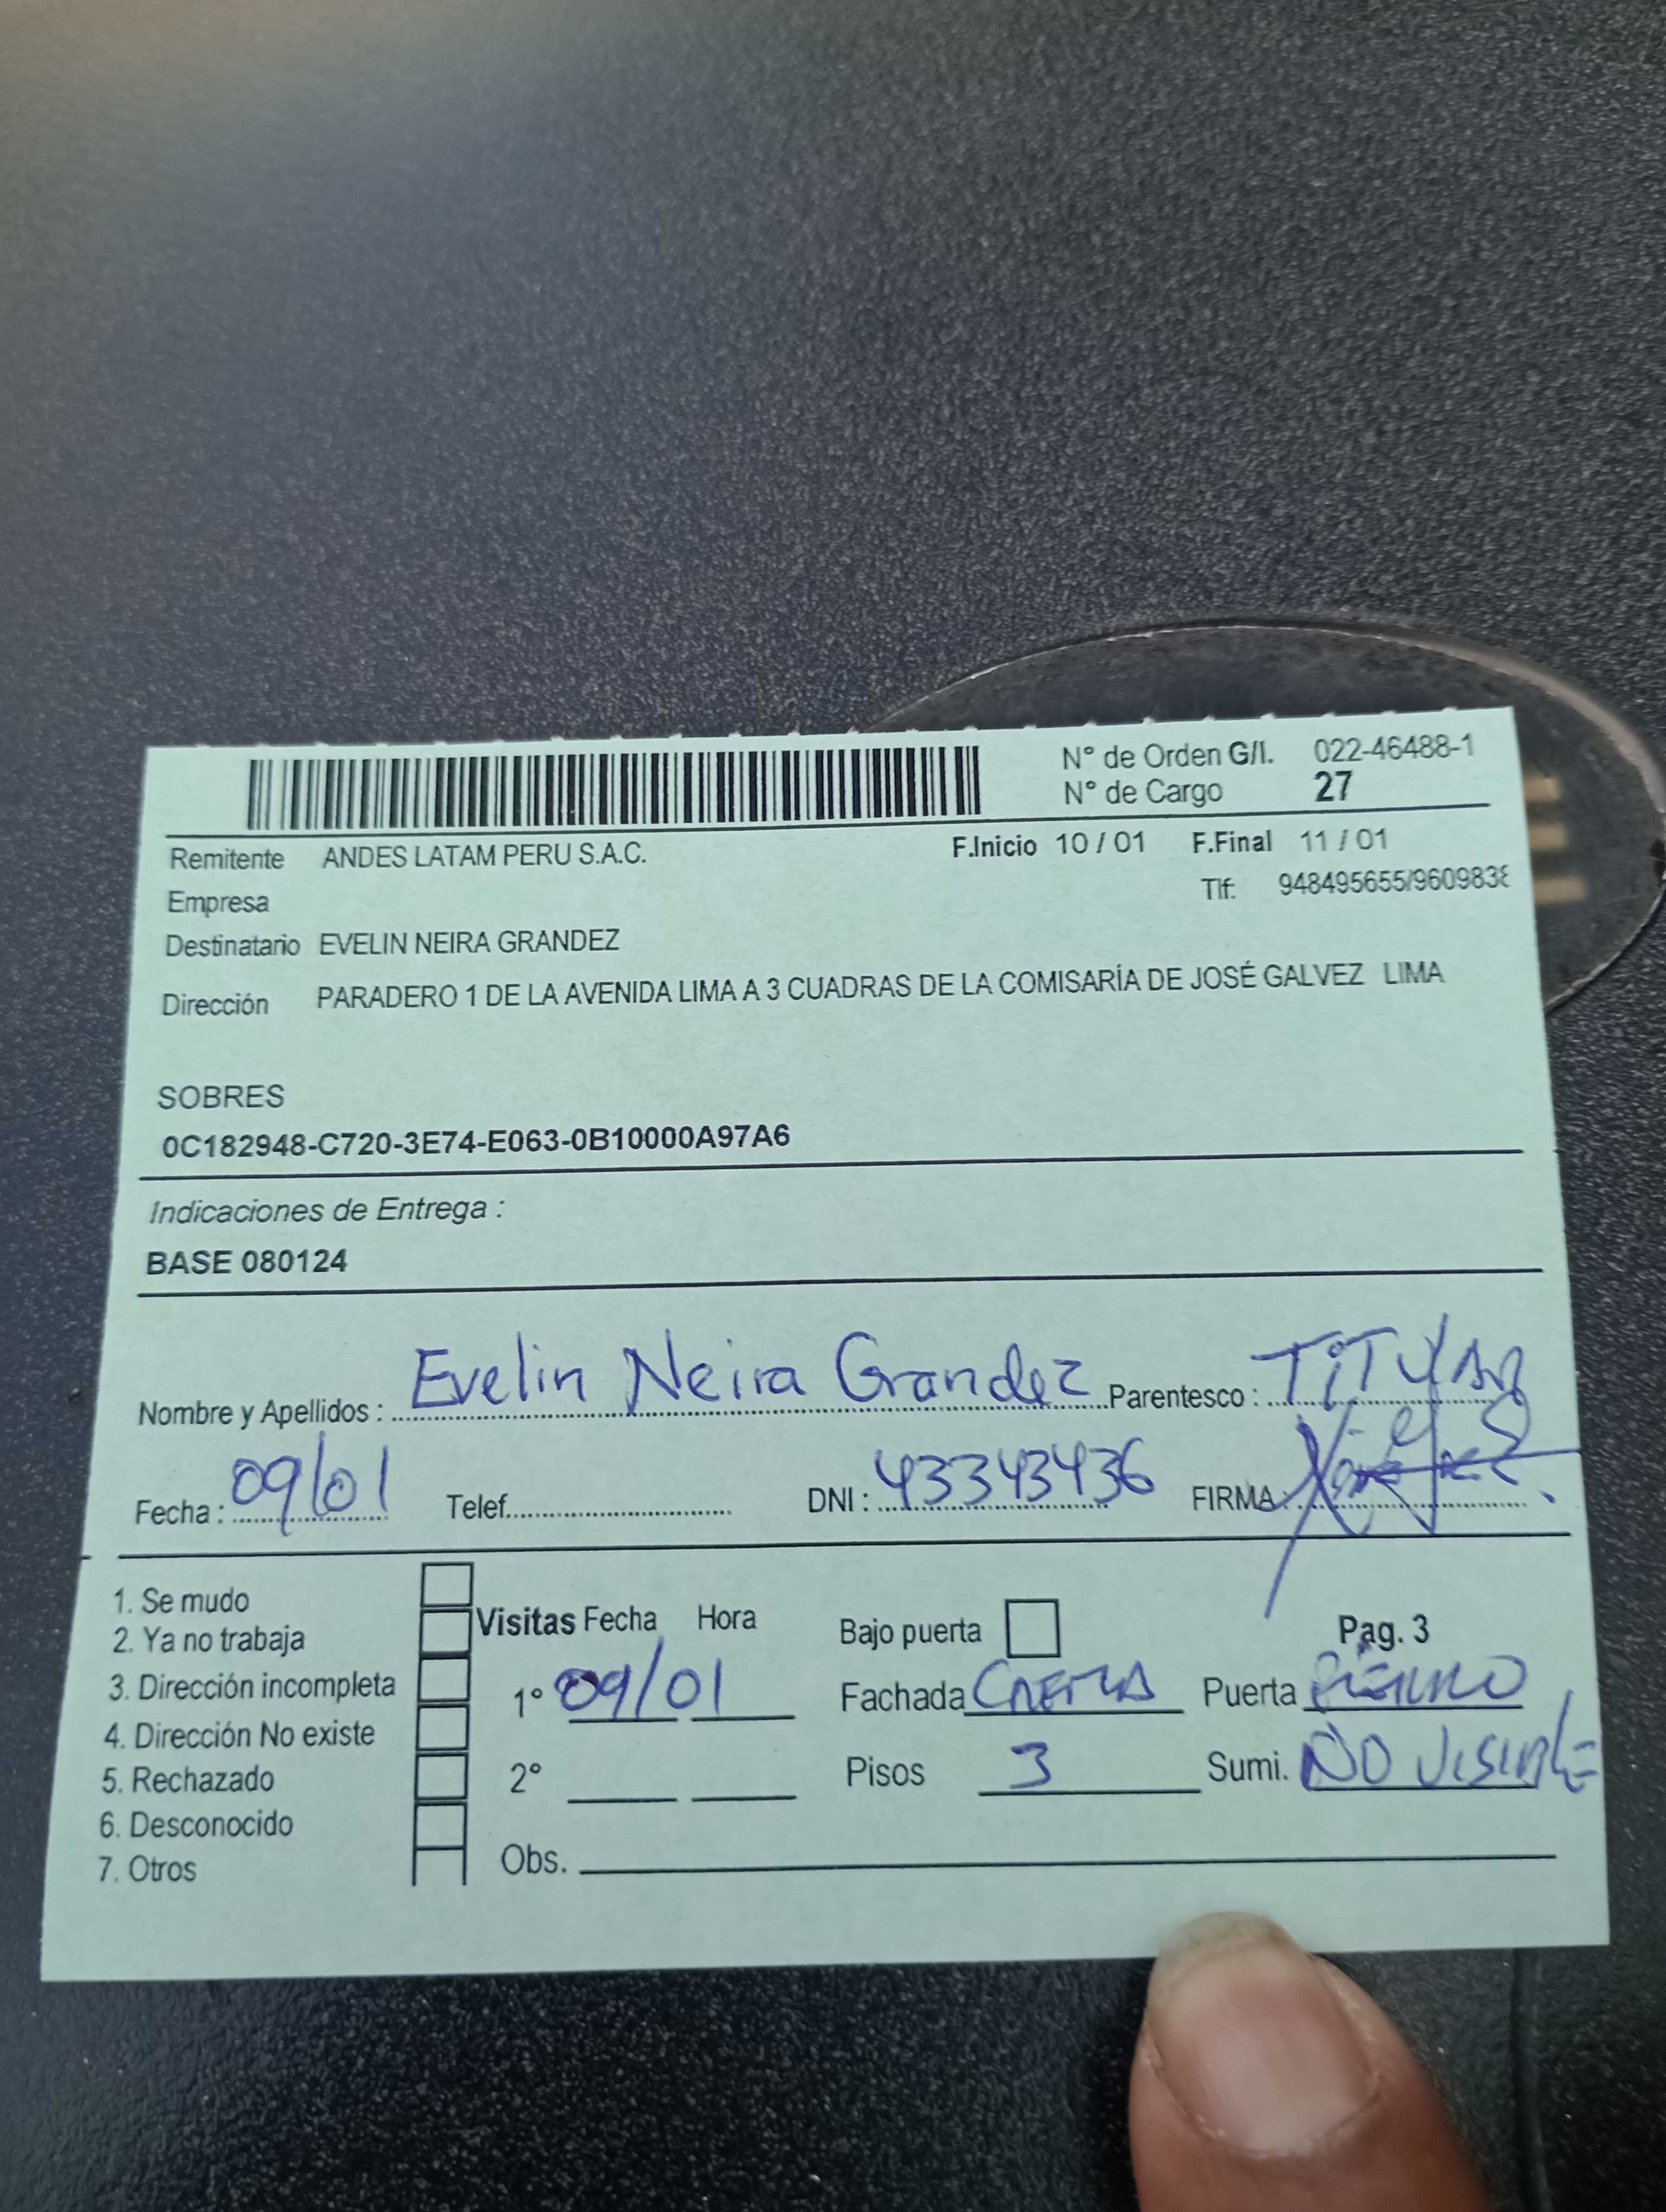 N° de Orden G/I. 022-46488-1
N° de Cargo 27
Remitente ANDES LATAM PERU S.A.C. F.Inicio 10 / 01 F.Final 11 / 01
Empresa Tlf: 948495655/960983
Destinatario EVELIN NEIRA GRANDEZ
Dirección PARADERO 1 DE LA AVENIDA LIMA A 3 CUADRAS DE LA COMISARÍA DE JOSÉ GALVEZ LIMA
SOBRES
0C182948-C720-3E74-E063-0B10000A97A6
Indicaciones de Entrega :
BASE 080124
Nombre y Apellidos : Evelin Neira Grandez Parentesco : TiTULAR
Fecha : 09/01 Telef. DNI : 43343436 FIRMA :
1. Se mudo
2. Ya no trabaja
3. Dirección incompleta
4. Dirección No existe
5. Rechazado
6. Desconocido
7. Otros
Visitas Fecha Hora
1° 09/01
2°
Bajo puerta Pag. 3
Fachada Puerta
Pisos 3 Sumi. NO VISIBLE
Obs.